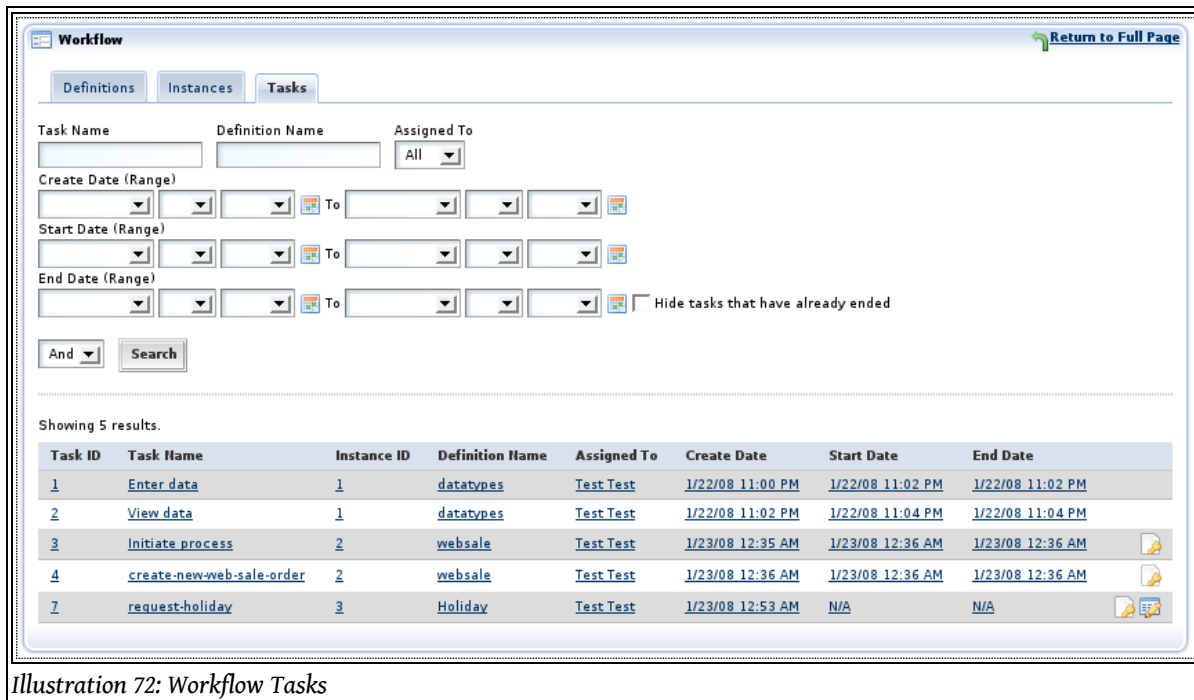 Workflow Return to Full Page
Definitions Instances Tasks
Task Name Definition Name Assigned To
All
Create Date (Range)
To
Start Date (Range)
To
End Date (Range)
To Hide tasks that have already ended
And Search
Showing 5 results.
Task ID Task Name Instance ID Definition Name Assigned To Create Date Start Date End Date
1 Enter data 1 datatypes Test Test 1/22/08 11:00 PM 1/22/08 11:02 PM 1/22/08 11:02 PM
2 View data 1 datatypes Test Test 1/22/08 11:02 PM 1/22/08 11:04 PM 1/22/08 11:04 PM
3 Initiate process 2 websale Test Test 1/23/08 12:35 AM 1/23/08 12:36 AM 1/23/08 12:36 AM
4 create-new-web-sale-order 2 websale Test Test 1/23/08 12:36 AM 1/23/08 12:36 AM 1/23/08 12:36 AM
7 request-holiday 3 Holiday Test Test 1/23/08 12:53 AM N/A N/A
Illustration 72: Workflow Tasks